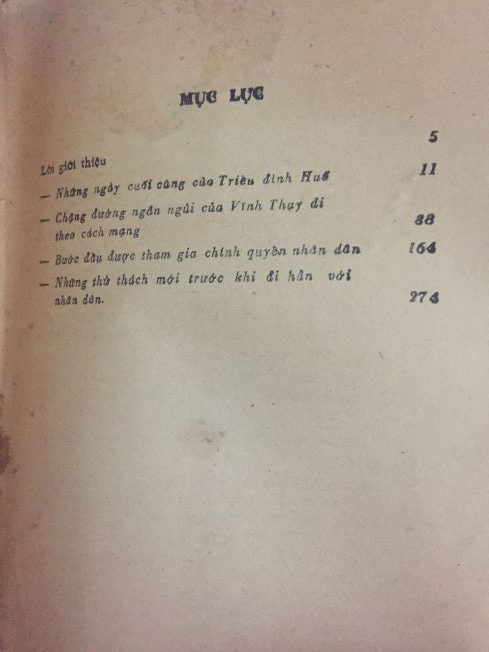 MỤC LỤC
Lời giới thiệu 5
— Những ngày cuối cùng của Triều đình Huế 11
— Chặng đường ngắn ngủi của Vĩnh Thụy đi
theo cách mạng 88
— Bước đầu được tham gia chính quyền nhân dân 164
— Những thử thách mới trước khi đi hẳn với
nhân dân. 274